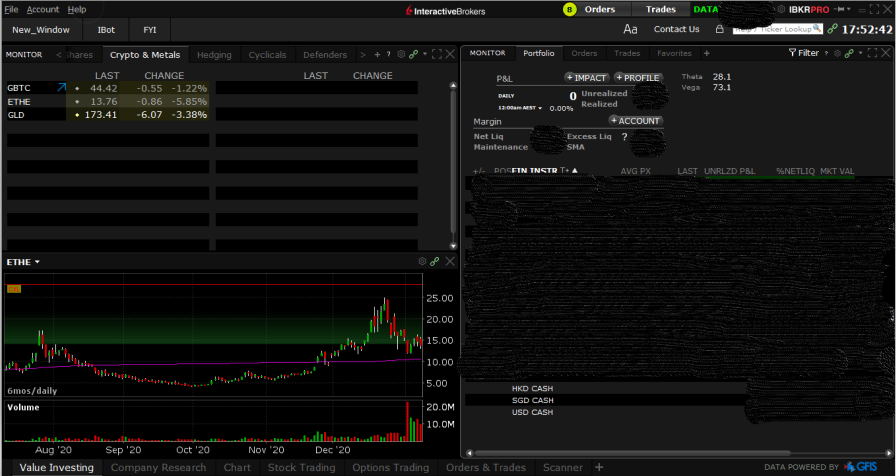 File Account Help
InteractiveBrokers
8 Orders Trades DATA IBKRPRO
New_Window IBot FYI
Aa Contact Us Help / Ticker Lookup 17:52:42
MONITOR < shares Crypto & Metals Hedging Cyclicals Defenders > +
LAST CHANGE LAST CHANGE
GBTC 44.42 -0.55 -1.22%
ETHE 13.76 -0.86 -5.85%
GLD 173.41 -6.07 -3.38%
ETHE
25.00
20.00
15.00
10.00
5.00
6mos/daily
Volume
20.0M
10.0M
Aug '20 Sep '20 Oct '20 Nov '20 Dec '20
MONITOR Portfolio Orders Trades Favorites +
Filter ?
P&L + IMPACT + PROFILE
Theta 28.1
Vega 73.1
DAILY 0 Unrealized
12:00am AEST 0.00% Realized
Margin + ACCOUNT
Net Liq Excess Liq ?
Maintenance SMA
+/- POS FIN INSTR T+ ▲ AVG PX LAST UNRLZD P&L %NETLIQ MKT VAL
HKD CASH
SGD CASH
USD CASH
Value Investing Company Research Chart Stock Trading Options Trading Orders & Trades Scanner +
DATA POWERED BY GFIS